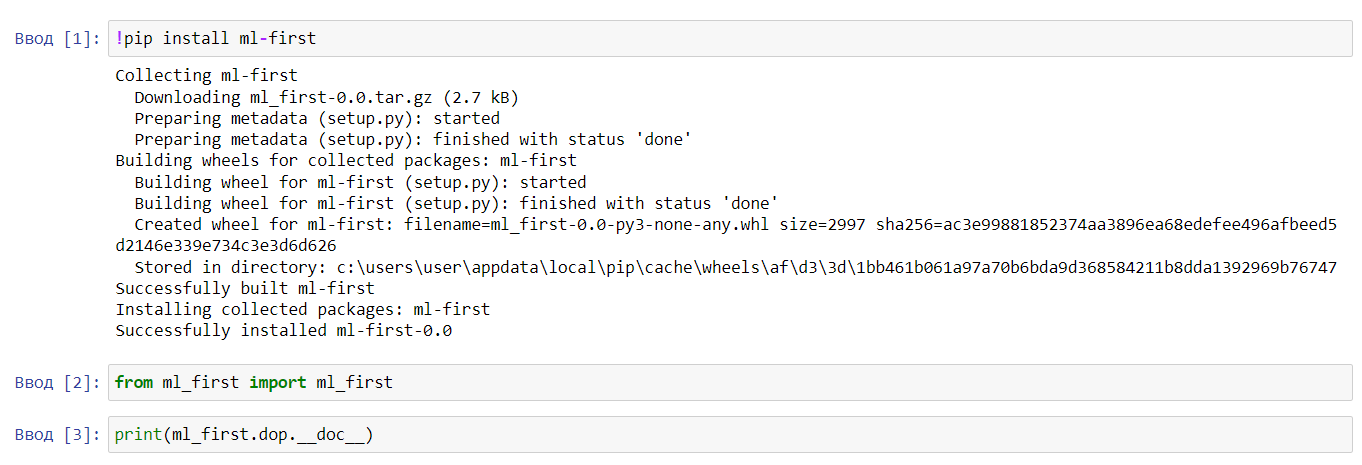 Ввод [1]: !pip install ml-first
Collecting ml-first
Downloading ml_first-0.0.tar.gz (2.7 kB)
Preparing metadata (setup.py): started
Preparing metadata (setup.py): finished with status 'done'
Building wheels for collected packages: ml-first
Building wheel for ml-first (setup.py): started
Building wheel for ml-first (setup.py): finished with status 'done'
Created wheel for ml-first: filename=ml_first-0.0-py3-none-any.whl size=2997 sha256=ac3e99881852374aa3896ea68edefee496afbeed5
d2146e339e734c3e3d6d626
Stored in directory: c:\users\user\appdata\local\pip\cache\wheels\af\d3\3d\1bb461b061a97a70b6bda9d368584211b8dda1392969b76747
Successfully built ml-first
Installing collected packages: ml-first
Successfully installed ml-first-0.0
Ввод [2]: from ml_first import ml_first
Ввод [3]: print(ml_first.dop.__doc__)